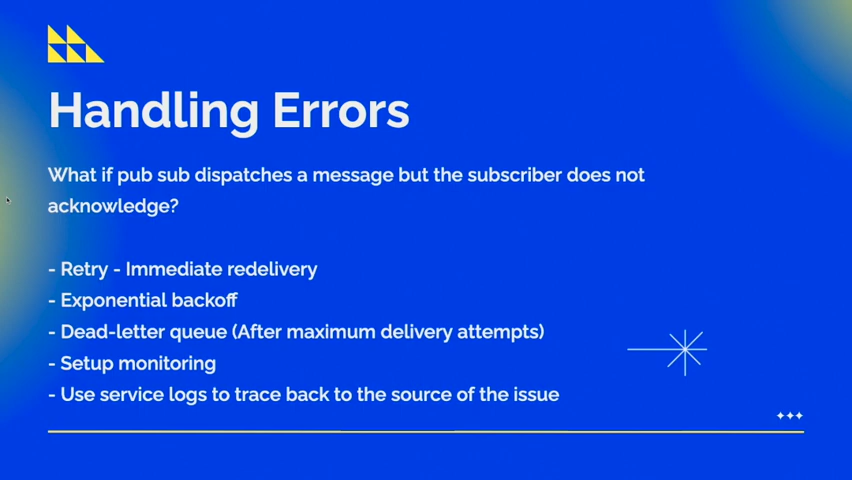 Handling Errors
What if pub sub dispatches a message but the subscriber does not
acknowledge?
- Retry - Immediate redelivery
- Exponential backoff
- Dead-letter queue (After maximum delivery attempts)
- Setup monitoring
- Use service logs to trace back to the source of the issue